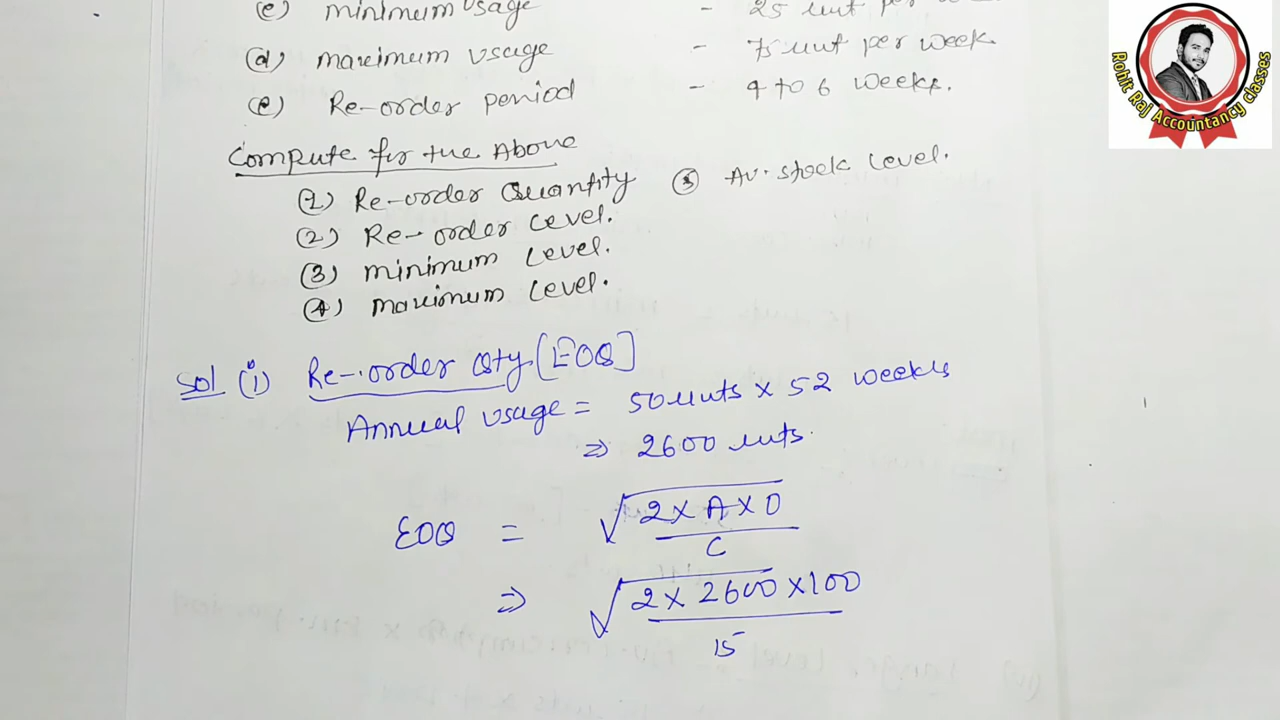 (c) minimum usage - 25 unit per
(d) maximum usage - 75 unit per week
(e) Re-order period - 4 to 6 weeks.
Compute for the Above
(1) Re-order Quantity (5) Av. stock Level.
(2) Re-order Level.
(3) minimum Level.
(4) maximum Level.
Sol (i) Re-order Qty. [EOQ]
Annual usage = 50 units × 52 weeks
⇒ 2600 units.
EOQ = √2×A×O
C
⇒ √2×2600×100
15
Rohit Raj Accountancy classes